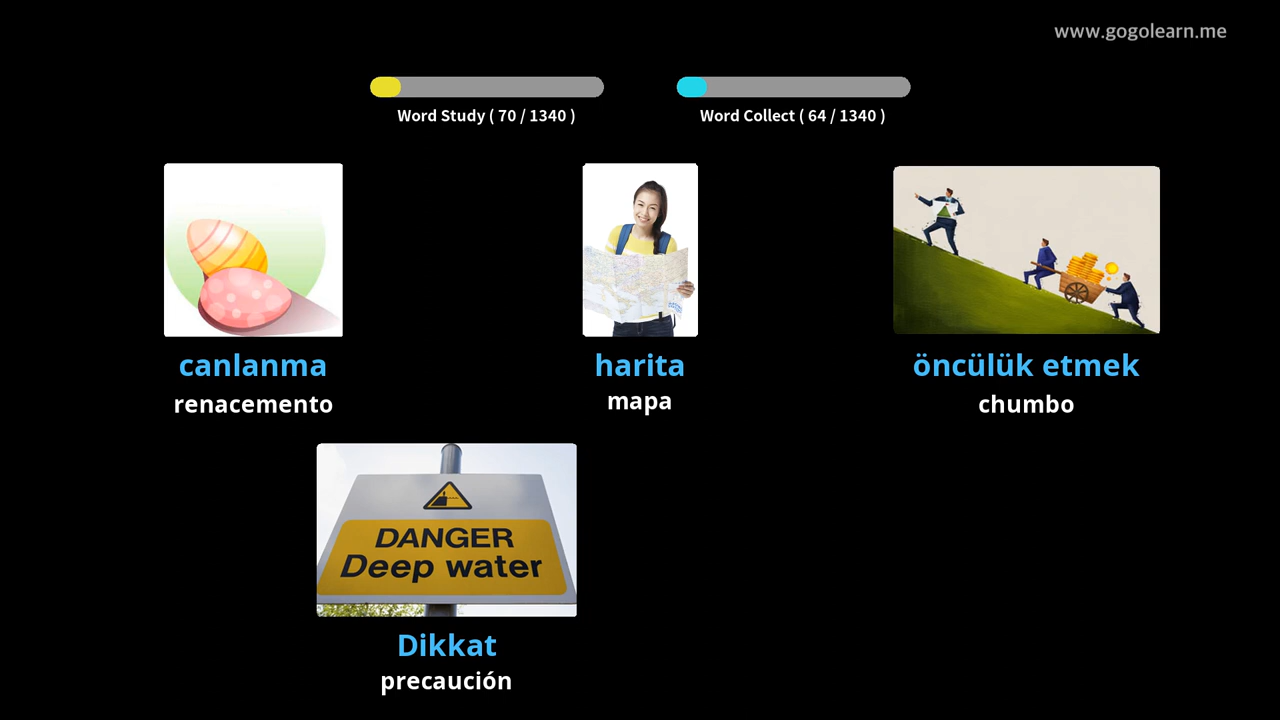 www.gogolearn.me
Word Study ( 70 / 1340 )
Word Collect ( 64 / 1340 )
canlanma
renacemento
harita
mapa
öncülük etmek
chumbo
DANGER
Deep water
Dikkat
precaución